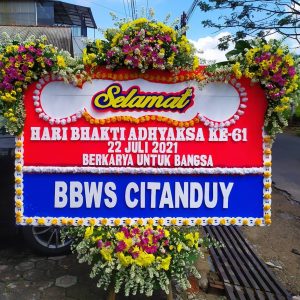 Selamat
HARI BHAKTI ADHYAKSA KE-61
22 JULI 2021
BERKARYA UNTUK BANGSA
BBWS CITANDUY